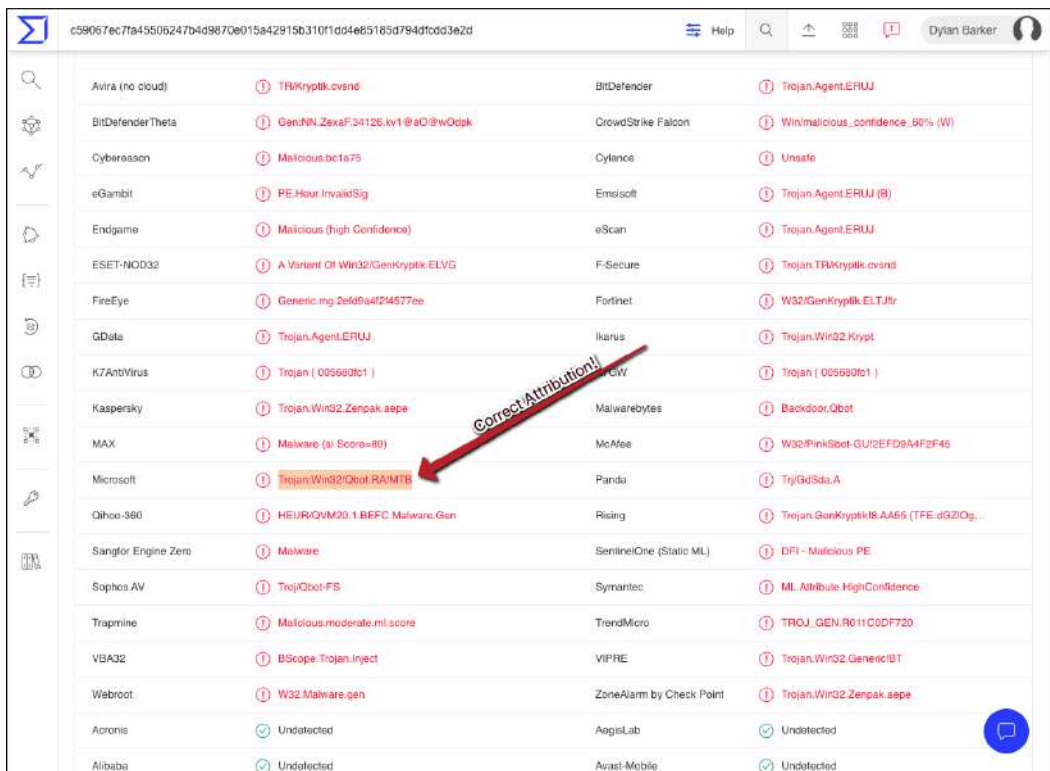 c59067ec7fa45506247b4d9870e015a42915b310f1dd4e85185d794dfcdd3e2d Help Dylan Barker
Avira (no cloud) TR/Kryptik.cvsnd BitDefender Trojan.Agent.ERUJ
BitDefenderTheta Gen:NN.ZexaF.34126.kv1@aO@wOdpk CrowdStrike Falcon Win/malicious_confidence_60% (W)
Cybereason Malicious.bc1a75 Cylance Unsafe
eGambit PE.Heur.InvalidSig Emsisoft Trojan.Agent.ERUJ (B)
Endgame Malicious (high Confidence) eScan Trojan.Agent.ERUJ
ESET-NOD32 A Variant Of Win32/GenKryptik.ELVG F-Secure Trojan.TR/Kryptik.cvsnd
FireEye Generic.mg.2efd9a4f2f4577ee Fortinet W32/GenKryptik.ELTJ!tr
GData Trojan.Agent.ERUJ Ikarus Trojan.Win32.Krypt
K7AntiVirus Trojan ( 005680fc1 ) Trojan ( 005680fc1 )
Correct Attribution!
Kaspersky Trojan.Win32.Zenpak.aepe Malwarebytes Backdoor.Qbot
MAX Malware (ai Score=89) McAfee W32/PinkSbot-GU!2EFD9A4F2F45
Microsoft Trojan:Win32/Qbot.RA!MTB Panda Trj/GdSda.A
Qihoo-360 HEUR/QVM20.1.BEFC.Malware.Gen Rising Trojan.GenKryptik!8.AA55 (TFE:dGZlOg...
Sangfor Engine Zero Malware SentinelOne (Static ML) DFI - Malicious PE
Sophos AV Troj/Qbot-FS Symantec ML.Attribute.HighConfidence
Trapmine Malicious.moderate.ml.score TrendMicro TROJ_GEN.R011C0DF720
VBA32 BScope.Trojan.Inject VIPRE Trojan.Win32.Generic!BT
Webroot W32.Malware.gen ZoneAlarm by Check Point Trojan.Win32.Zenpak.aepe
Acronis Undetected AegisLab Undetected
Alibaba Undetected Avast-Mobile Undetected